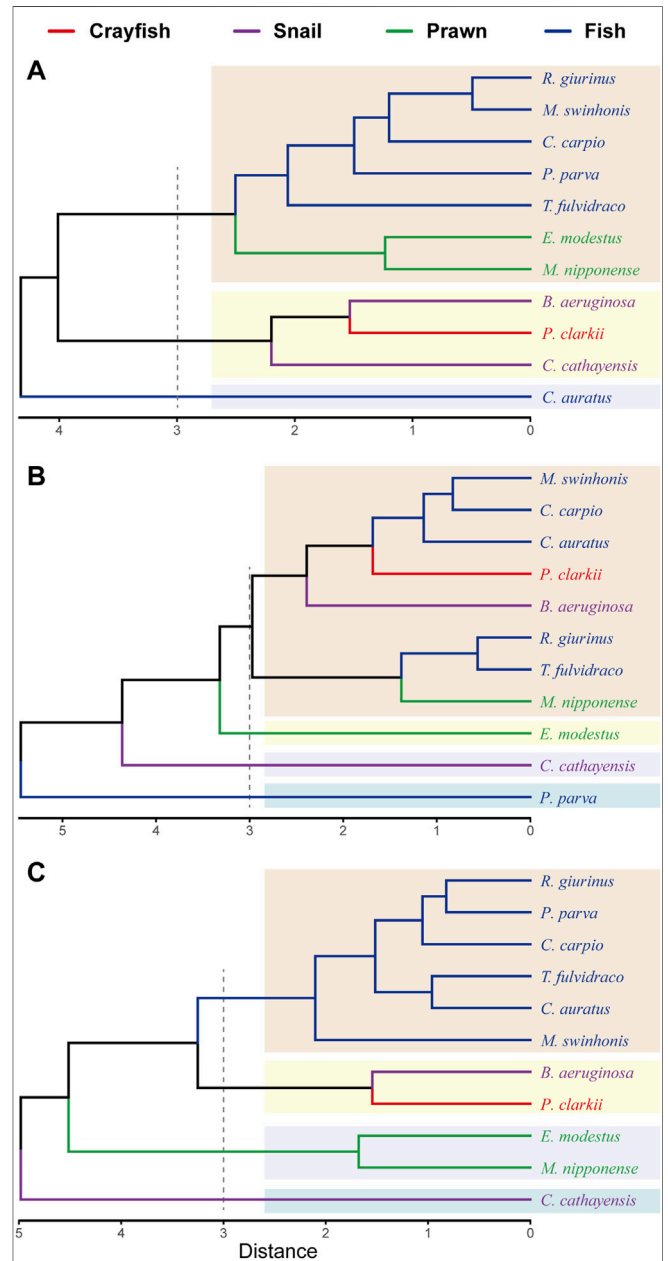 Crayfish Snail Prawn Fish
A
R. giurinus
M. swinhonis
C. carpio
P. parva
T. fulvidraco
E. modestus
M. nipponense
B. aeruginosa
P. clarkii
C. cathayensis
C. auratus
4 3 2 1 0
B
M. swinhonis
C. carpio
C. auratus
P. clarkii
B. aeruginosa
R. giurinus
T. fulvidraco
M. nipponense
E. modestus
C. cathayensis
P. parva
5 4 3 2 1 0
C
R. giurinus
P. parva
C. carpio
T. fulvidraco
C. auratus
M. swinhonis
B. aeruginosa
P. clarkii
E. modestus
M. nipponense
C. cathayensis
5 4 3 2 1 0
Distance